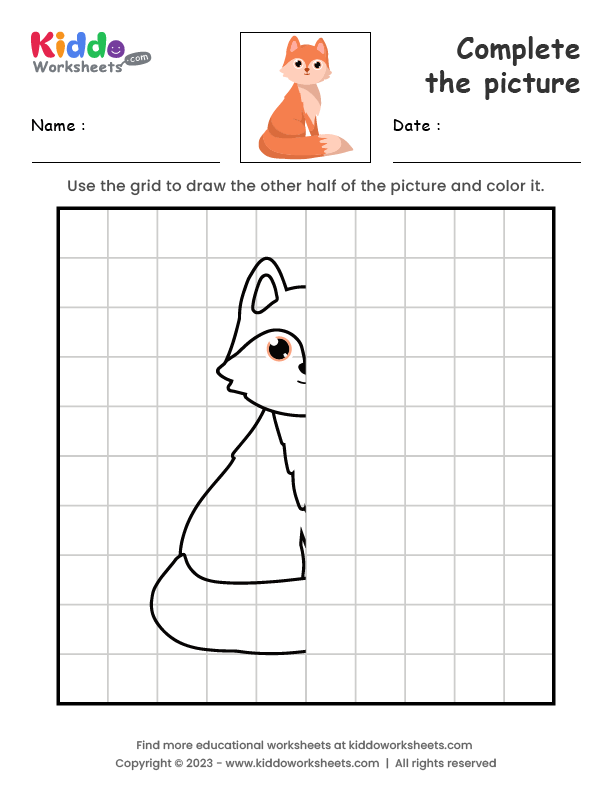 Kiddo
Worksheets.com
Complete
the picture
Name :
Date :
Use the grid to draw the other half of the picture and color it.
Find more educational worksheets at kiddoworksheets.com
Copyright © 2023 - www.kiddoworksheets.com | All rights reserved